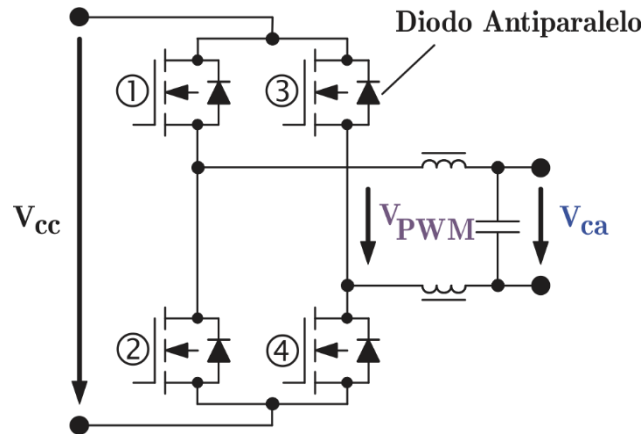 Diodo Antiparalelo
① ③
Vcc
VPWM
Vca
② ④